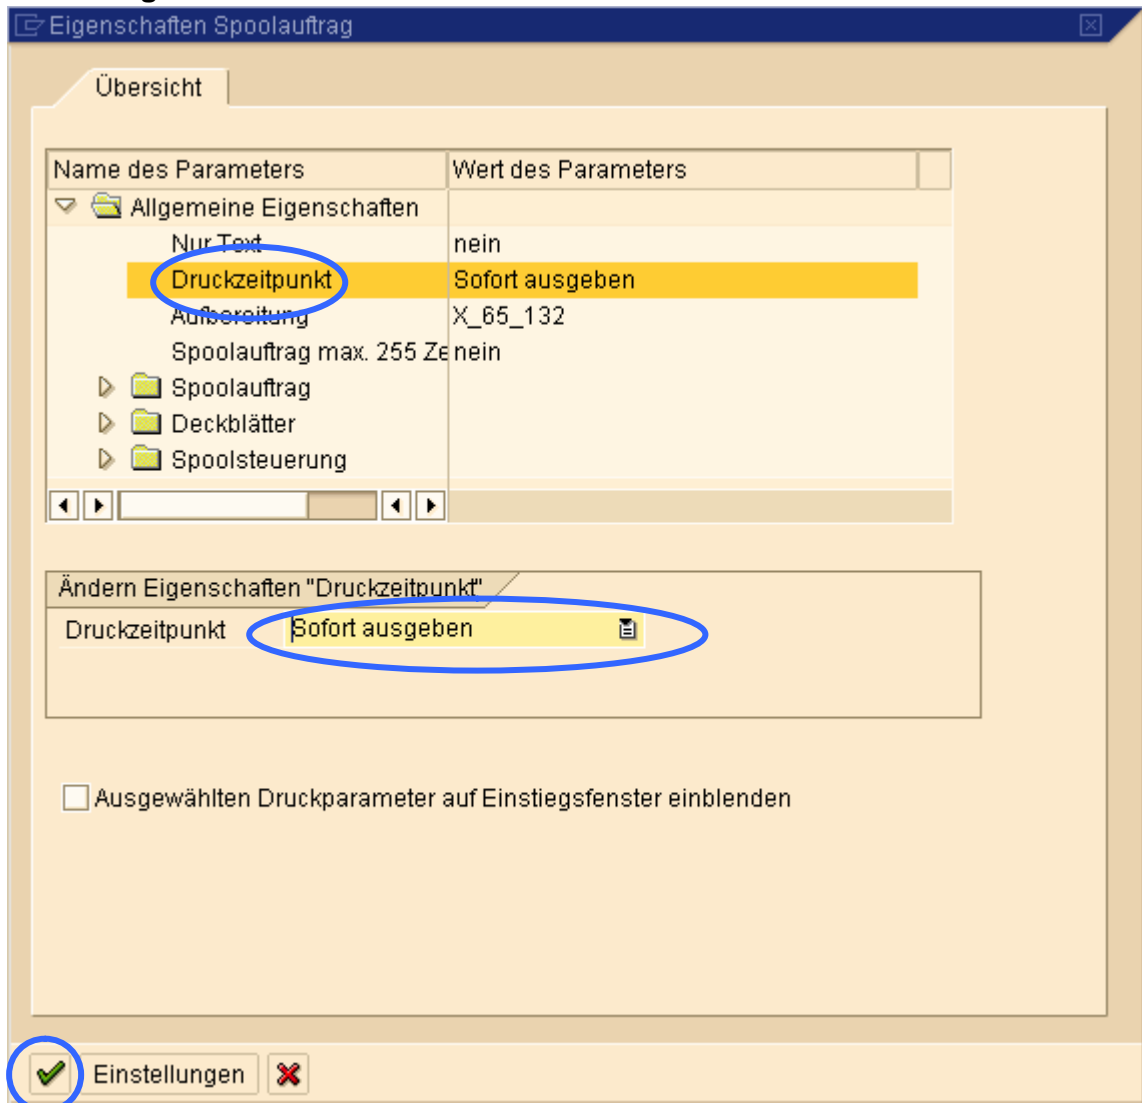 Eigenschaften Spoolauftrag
Übersicht
Name des Parameters Wert des Parameters
Allgemeine Eigenschaften
Nur Text nein
Druckzeitpunkt Sofort ausgeben
Aufbereitung X_65_132
Spoolauftrag max. 255 Ze nein
Spoolauftrag
Deckblätter
Spoolsteuerung
Ändern Eigenschaften "Druckzeitpunkt"
Druckzeitpunkt Sofort ausgeben
Ausgewählten Druckparameter auf Einstiegsfenster einblenden
Einstellungen